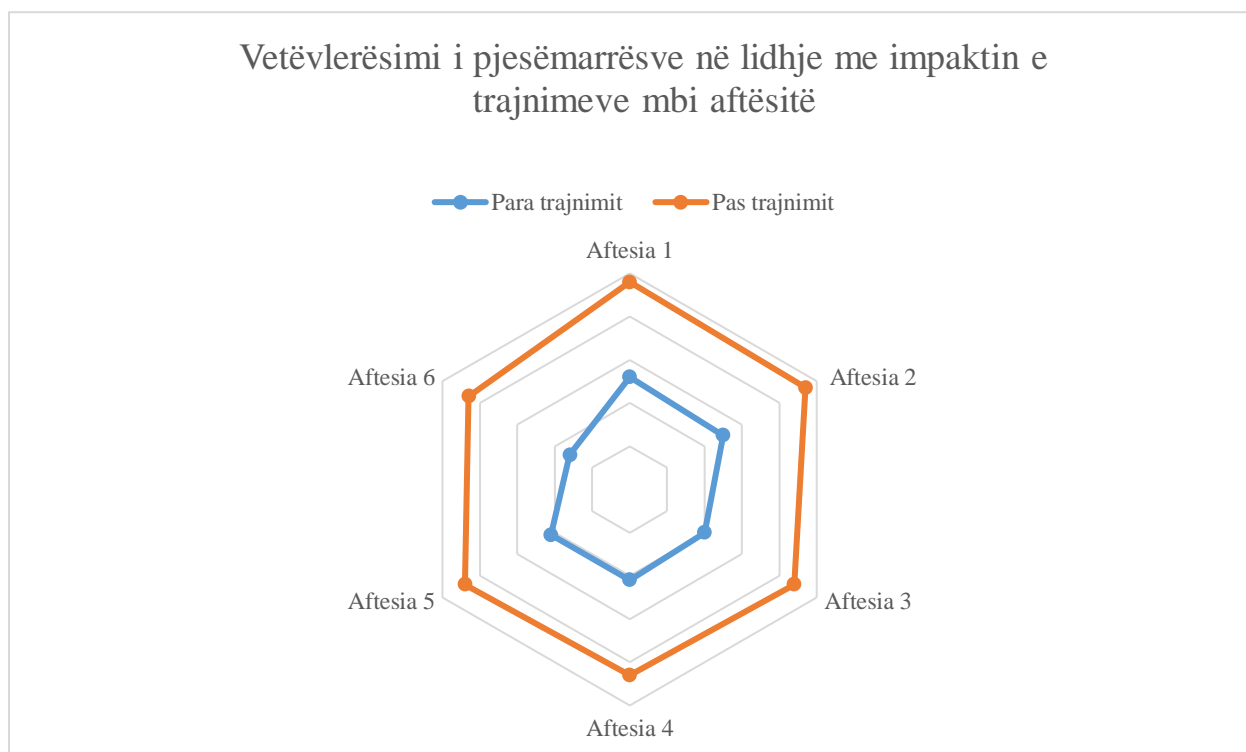 Vetëvlerësimi i pjesëmarrësve në lidhje me impaktin e
trajnimeve mbi aftësitë
Para trajnimit
Pas trajnimit
Aftesia 1
Aftesia 2
Aftesia 3
Aftesia 4
Aftesia 5
Aftesia 6